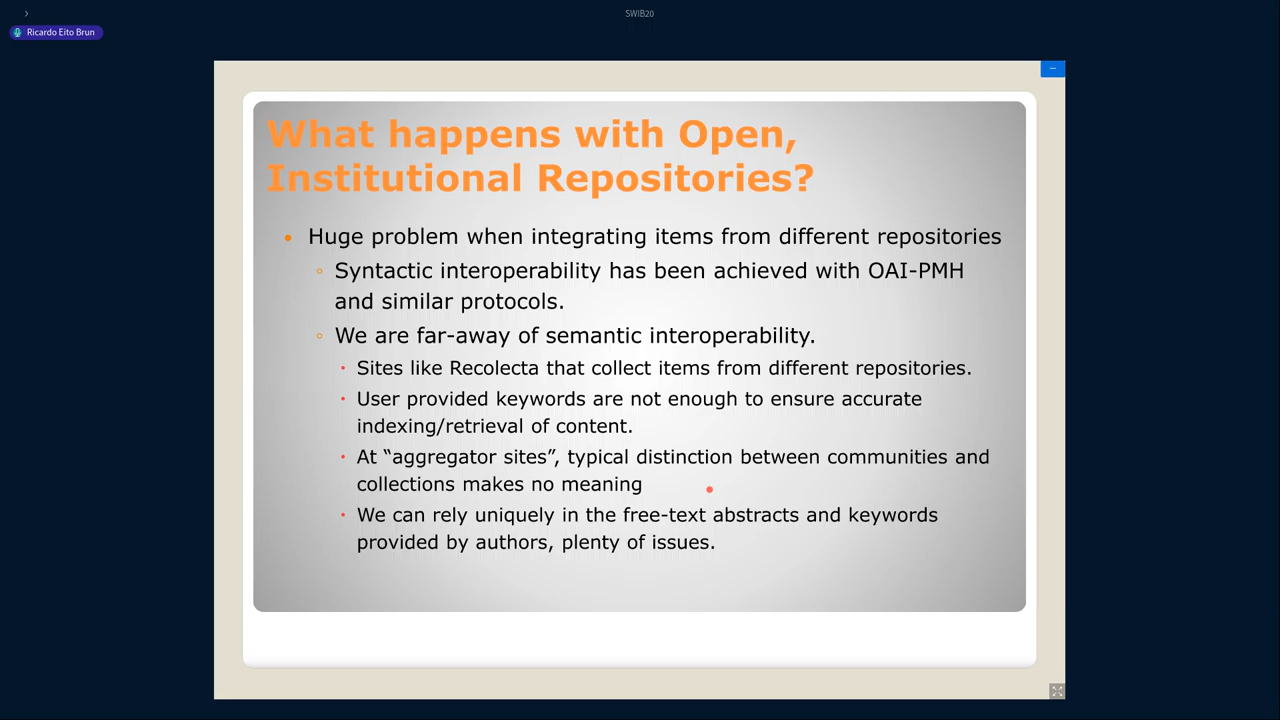 SWIB20
Ricardo Eito Brun
What happens with Open,
Institutional Repositories?
Huge problem when integrating items from different repositories
Syntactic interoperability has been achieved with OAI-PMH
and similar protocols.
We are far-away of semantic interoperability.
Sites like Recolecta that collect items from different repositories.
User provided keywords are not enough to ensure accurate
indexing/retrieval of content.
At “aggregator sites”, typical distinction between communities and
collections makes no meaning
We can rely uniquely in the free-text abstracts and keywords
provided by authors, plenty of issues.